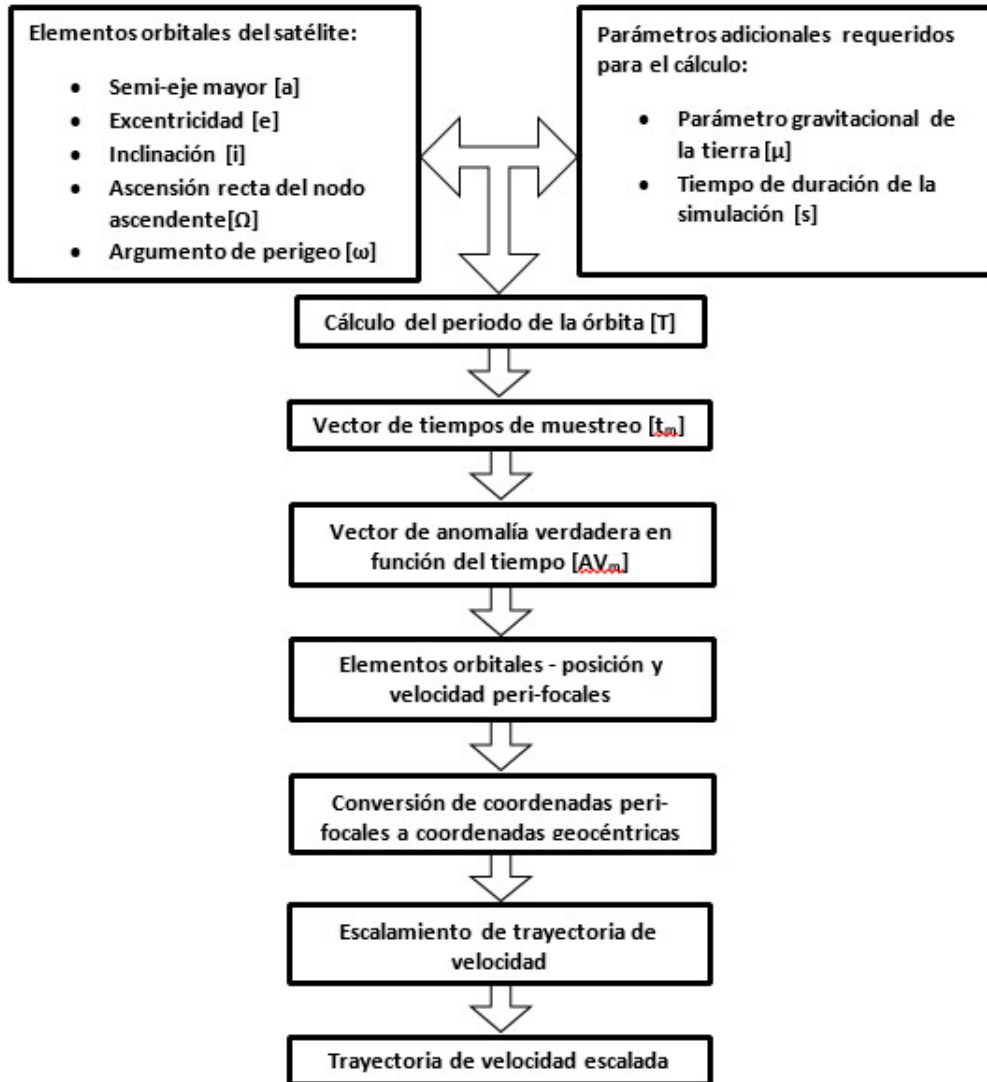 Elementos orbitales del satélite:
• Semi-eje mayor [a]
• Excentricidad [e]
• Inclinación [i]
• Ascensión recta del nodo
ascendente[Ω]
• Argumento de perigeo [ω]
Parámetros adicionales requeridos
para el cálculo:
• Parámetro gravitacional de
la tierra [μ]
• Tiempo de duración de la
simulación [s]
Cálculo del periodo de la órbita [T]
Vector de tiempos de muestreo [tₘ]
Vector de anomalía verdadera en
función del tiempo [AVₘ]
Elementos orbitales - posición y
velocidad peri-focales
Conversión de coordenadas peri-
focales a coordenadas geocéntricas
Escalamiento de trayectoria de
velocidad
Trayectoria de velocidad escalada